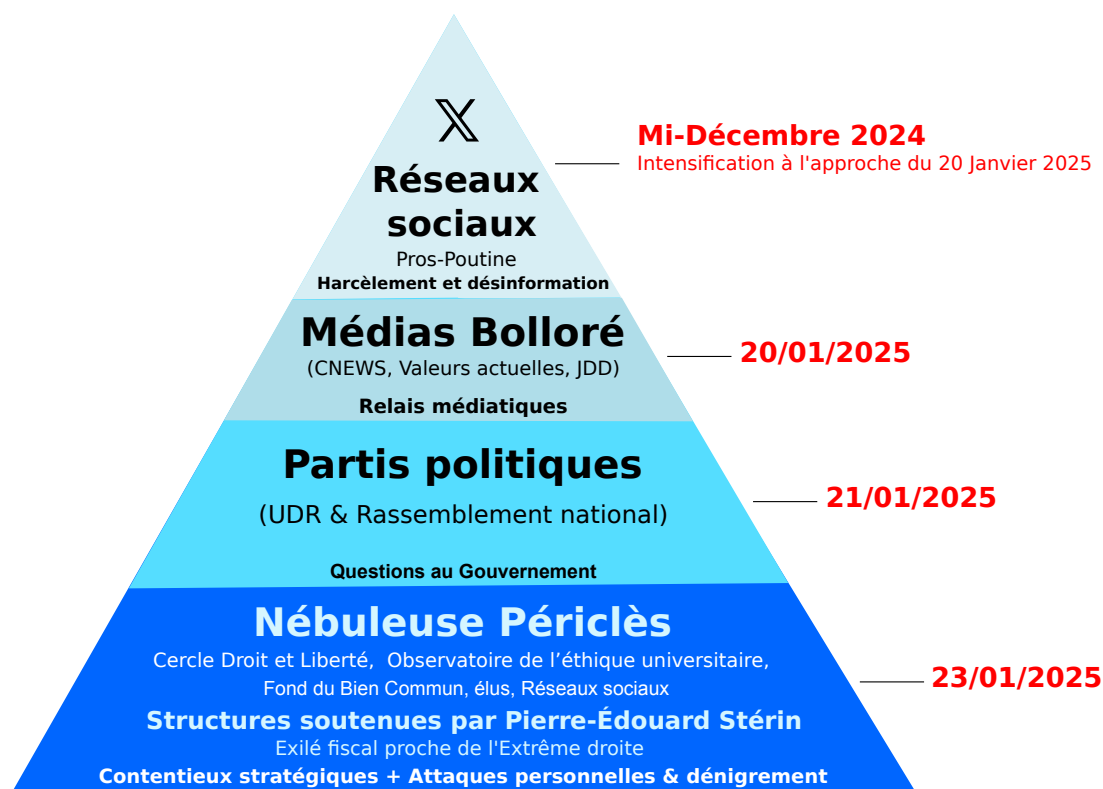 𝕏
Réseaux
sociaux
Pros-Poutine
Harcèlement et désinformation
Mi-Décembre 2024
Intensification à l'approche du 20 Janvier 2025
Médias Bolloré
(CNEWS, Valeurs actuelles, JDD)
Relais médiatiques
20/01/2025
Partis politiques
(UDR & Rassemblement national)
Questions au Gouvernement
21/01/2025
Nébuleuse Périclès
Cercle Droit et Liberté, Observatoire de l’éthique universitaire,
Fond du Bien Commun, élus, Réseaux sociaux
Structures soutenues par Pierre-Édouard Stérin
Exilé fiscal proche de l'Extrême droite
Contentieux stratégiques + Attaques personnelles & dénigrement
23/01/2025